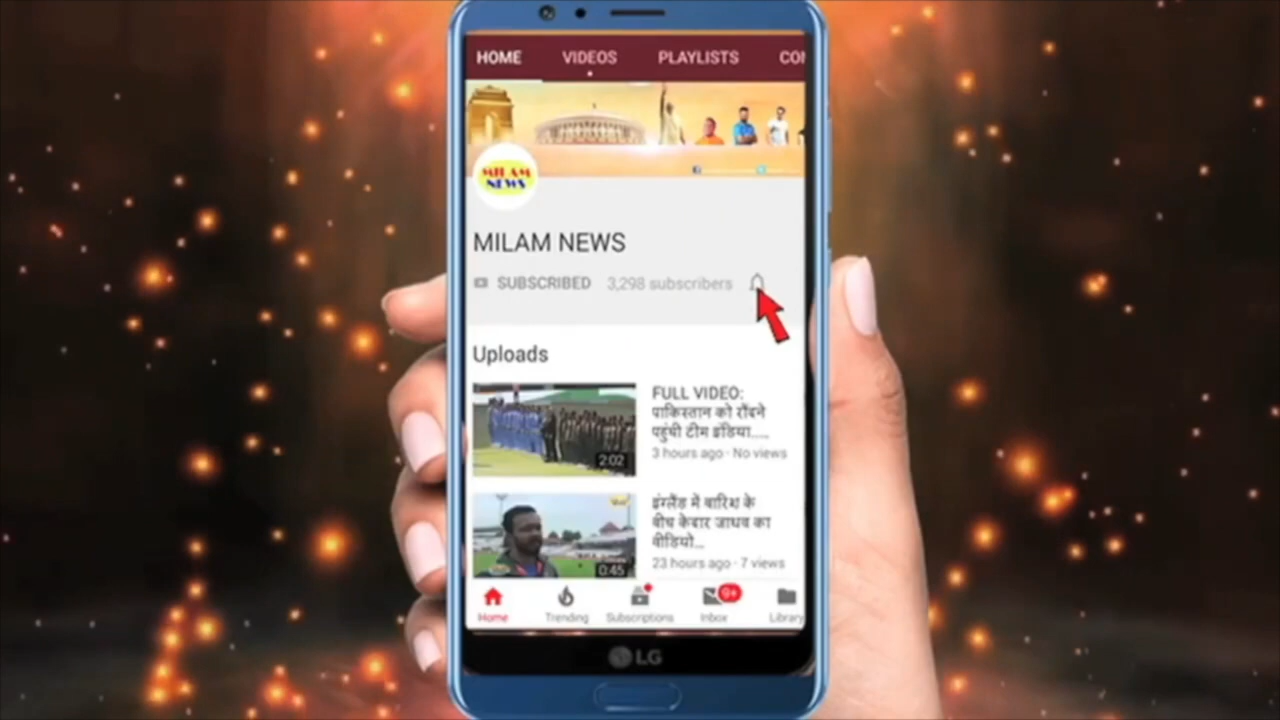 HOME VIDEOS PLAYLISTS CON
MILAM
NEWS
MILAM NEWS
SUBSCRIBED 3,298 subscribers
Uploads
FULL VIDEO:
पाकिस्तान को रौंदने
पहुंची टीम इंडिया.....
3 hours ago · No views
2:02
इंग्लैंड में बारिश के
बीच केदार जाधव का
वीडियो...
23 hours ago · 7 views
0:45
9+
Home Trending Subscriptions Inbox Library
LG